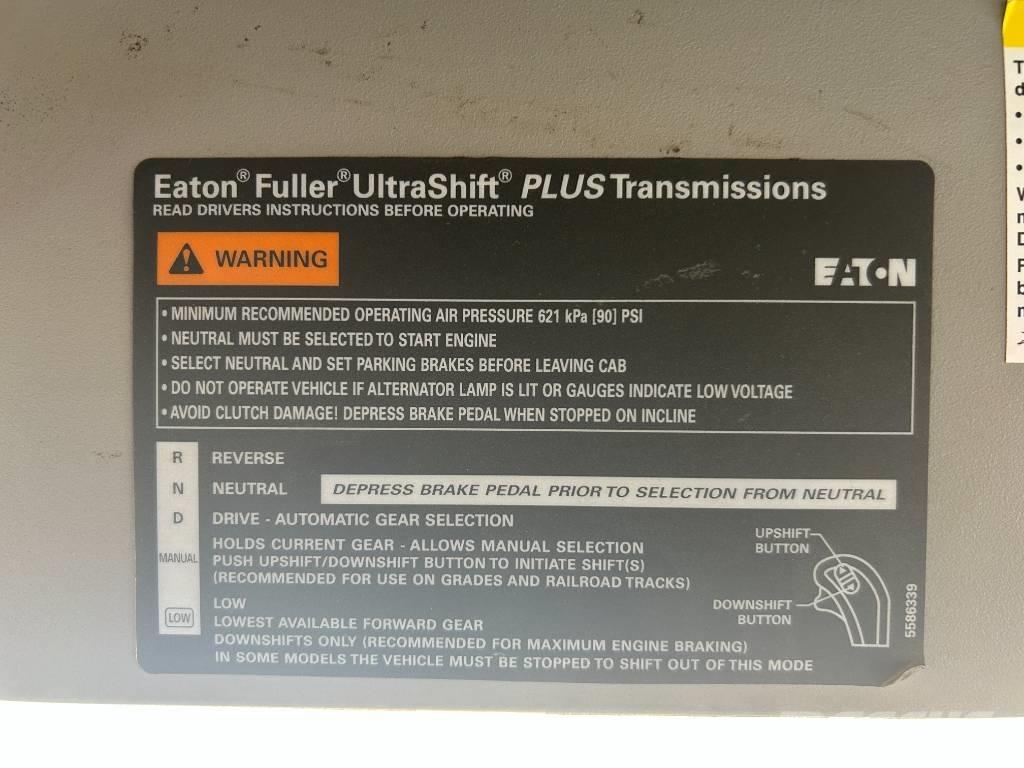 Eaton® Fuller® UltraShift® PLUS Transmissions
READ DRIVERS INSTRUCTIONS BEFORE OPERATING
WARNING
EATON
• MINIMUM RECOMMENDED OPERATING AIR PRESSURE 621 kPa [90] PSI
• NEUTRAL MUST BE SELECTED TO START ENGINE
• SELECT NEUTRAL AND SET PARKING BRAKES BEFORE LEAVING CAB
• DO NOT OPERATE VEHICLE IF ALTERNATOR LAMP IS LIT OR GAUGES INDICATE LOW VOLTAGE
• AVOID CLUTCH DAMAGE! DEPRESS BRAKE PEDAL WHEN STOPPED ON INCLINE
R REVERSE
N NEUTRAL DEPRESS BRAKE PEDAL PRIOR TO SELECTION FROM NEUTRAL
D DRIVE - AUTOMATIC GEAR SELECTION
MANUAL HOLDS CURRENT GEAR - ALLOWS MANUAL SELECTION
PUSH UPSHIFT/DOWNSHIFT BUTTON TO INITIATE SHIFT(S)
(RECOMMENDED FOR USE ON GRADES AND RAILROAD TRACKS)
LOW LOW
LOWEST AVAILABLE FORWARD GEAR
DOWNSHIFTS ONLY (RECOMMENDED FOR MAXIMUM ENGINE BRAKING)
IN SOME MODELS THE VEHICLE MUST BE STOPPED TO SHIFT OUT OF THIS MODE
UPSHIFT
BUTTON
DOWNSHIFT
BUTTON
5586339